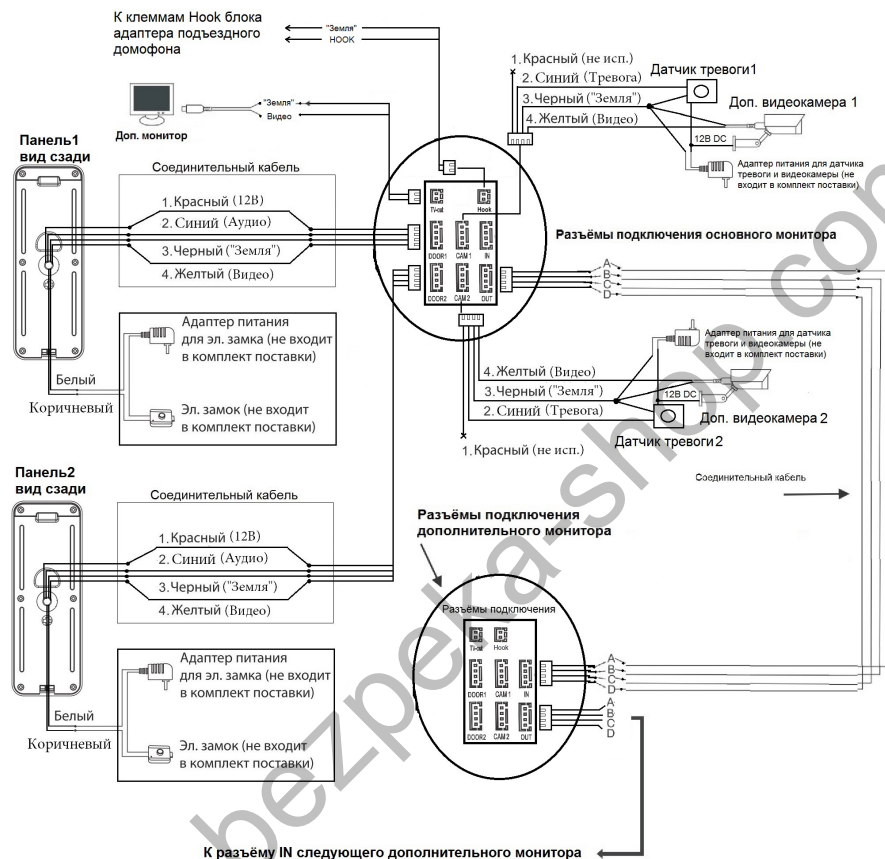 К клеммам Hook блока
адаптера подъездного
домофона
"Земля"
HOOK
"Земля"
Видео
Доп. монитор
1.Красный (не исп.)
2. Синий (Тревога)
3.Черный ("Земля")
4. Желтый (Видео)
Датчик тревоги1
Доп. видеокамера 1
12В DC
Адаптер питания для датчика
тревоги и видеокамеры (не
входит в комплект поставки)
Панель1
вид сзади
Соединительный кабель
1.Красный (12В)
2. Синий (Аудио)
3.Черный ("Земля")
4. Желтый (Видео)
TV-out
Hook
DOOR1
CAM 1
IN
DOOR2
CAM 2
OUT
Разъёмы подключения основного монитора
A
B
C
D
Адаптер питания
для эл. замка (не входит
в комплект поставки)
Эл. замок (не входит
в комплект поставки)
Белый
Коричневый
Адаптер питания для датчика
тревоги и видеокамеры (не
входит в комплект поставки)
4. Желтый (Видео)
3.Черный ("Земля")
2. Синий (Тревога)
1.Красный (не исп.)
12В DC
Доп. видеокамера 2
Датчик тревоги2
Соединительный кабель
Панель2
вид сзади
Соединительный кабель
1.Красный (12В)
2. Синий (Аудио)
3.Черный ("Земля")
4. Желтый (Видео)
Адаптер питания
для эл. замка (не входит
в комплект поставки)
Эл. замок (не входит
в комплект поставки)
Белый
Коричневый
Разъёмы подключения
дополнительного монитора
Разъёмы подключения
TV-out
Hook
DOOR1
CAM 1
IN
DOOR2
CAM 2
OUT
A
B
C
D
A
B
C
D
К разъёму IN следующего дополнительного монитора
bezpeka-shop.com